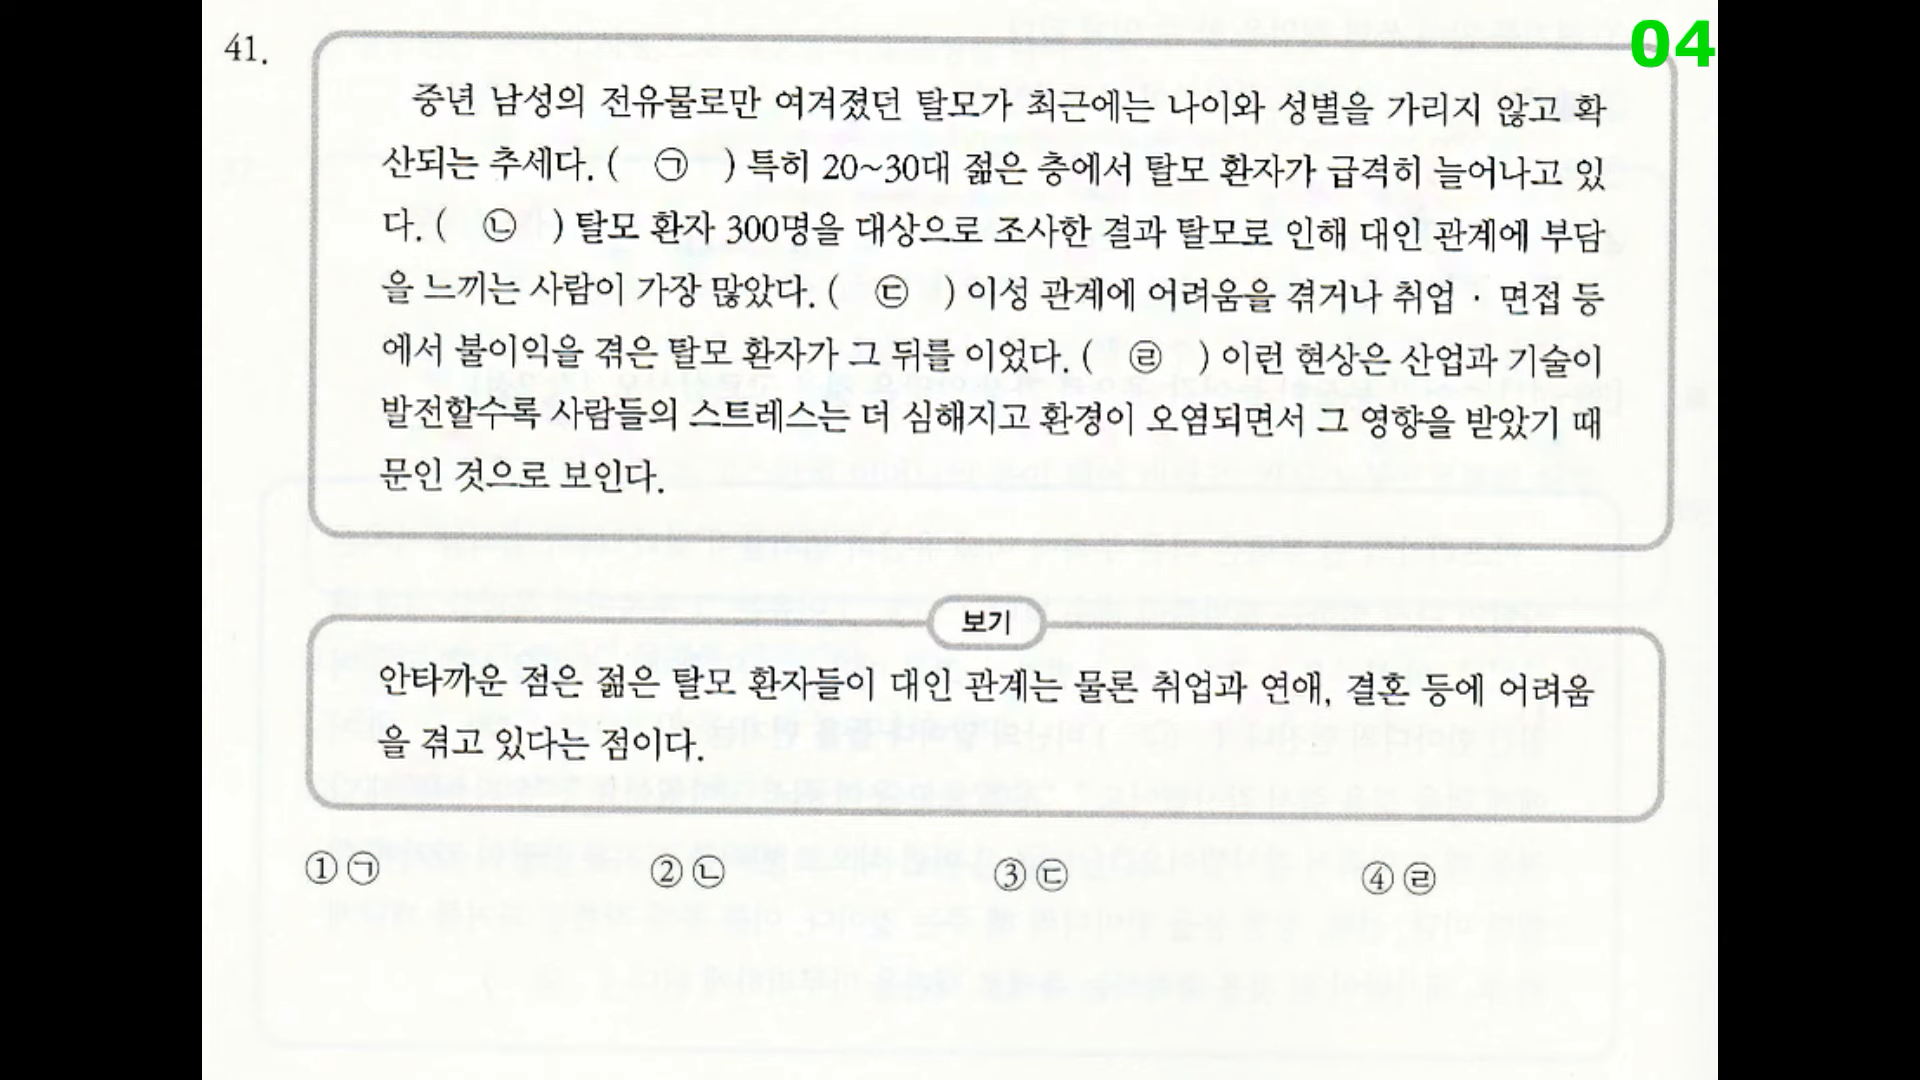 04
41.
중년 남성의 전유물로만 여겨졌던 탈모가 최근에는 나이와 성별을 가리지 않고 확
산되는 추세다. ( ㉠ ) 특히 20~30대 젊은 층에서 탈모 환자가 급격히 늘어나고 있
다. ( ㉡ ) 탈모 환자 300명을 대상으로 조사한 결과 탈모로 인해 대인 관계에 부담
을 느끼는 사람이 가장 많았다. ( ㉢ ) 이성 관계에 어려움을 겪거나 취업 · 면접 등
에서 불이익을 겪은 탈모 환자가 그 뒤를 이었다. ( ㉣ ) 이런 현상은 산업과 기술이
발전할수록 사람들의 스트레스는 더 심해지고 환경이 오염되면서 그 영향을 받았기 때
문인 것으로 보인다.
보기
안타까운 점은 젊은 탈모 환자들이 대인 관계는 물론 취업과 연애, 결혼 등에 어려움
을 겪고 있다는 점이다.
① ㉠ ② ㉡ ③ ㉢ ④ ㉣